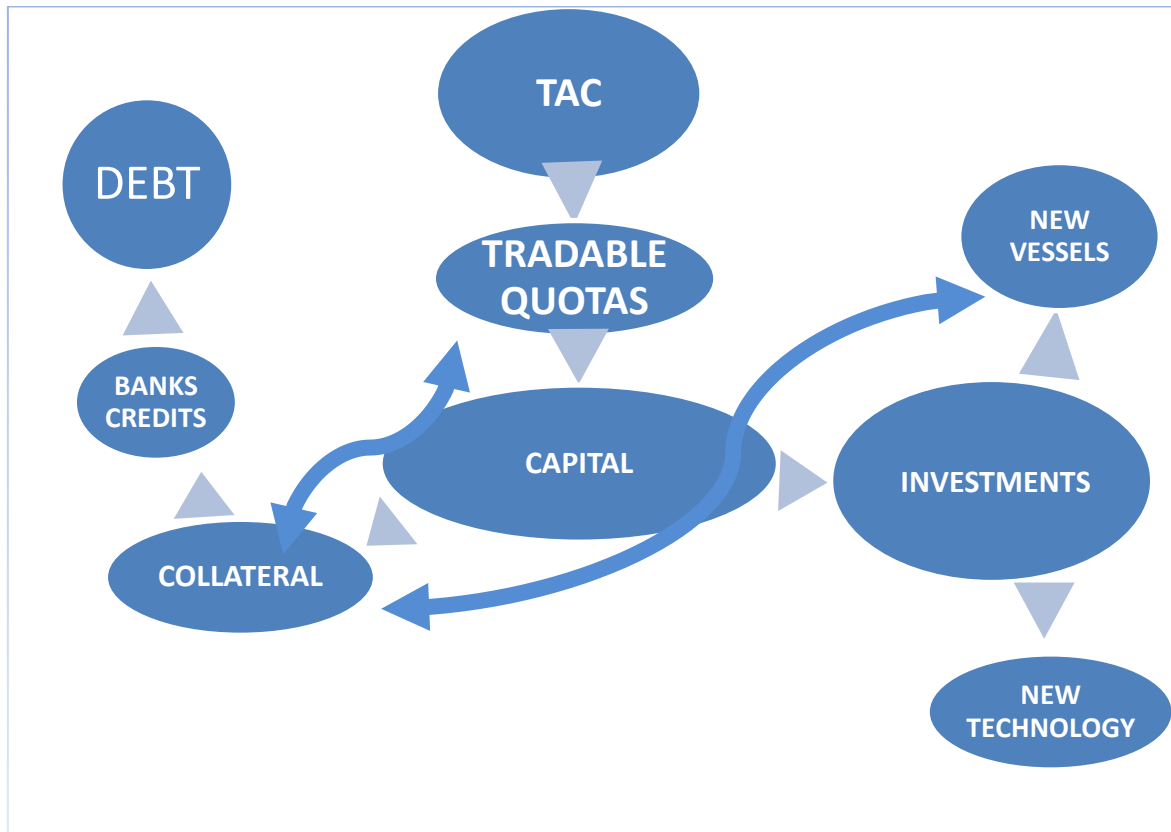 TAC
DEBT
TRADABLE
QUOTAS
NEW
VESSELS
BANKS
CREDITS
CAPITAL
INVESTMENTS
COLLATERAL
NEW
TECHNOLOGY